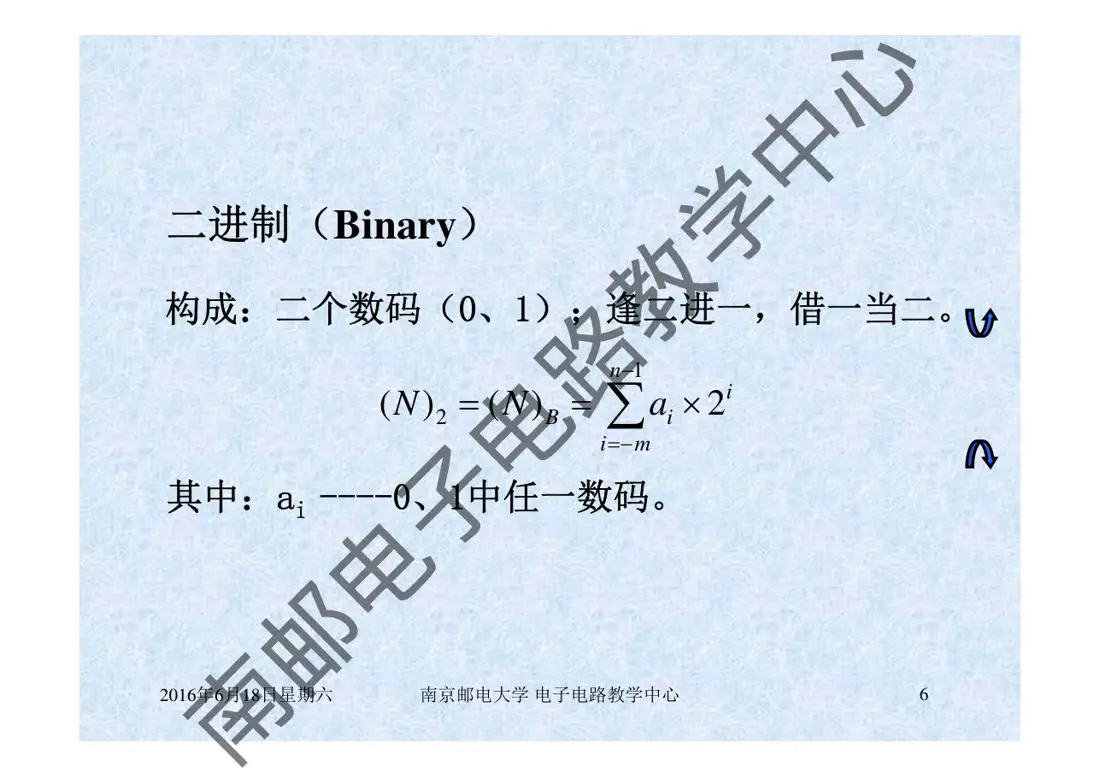 二进制（Binary）
构成：二个数码（0、1）；逢二进一，借一当二。
(N)₂ = (N)_B = \sum_{i=-m}^{n-1} a_i × 2^i
其中：a_i ----0、1中任一数码。
南邮电子电路教学中心
2016年6月18日星期六 南京邮电大学 电子电路教学中心 6